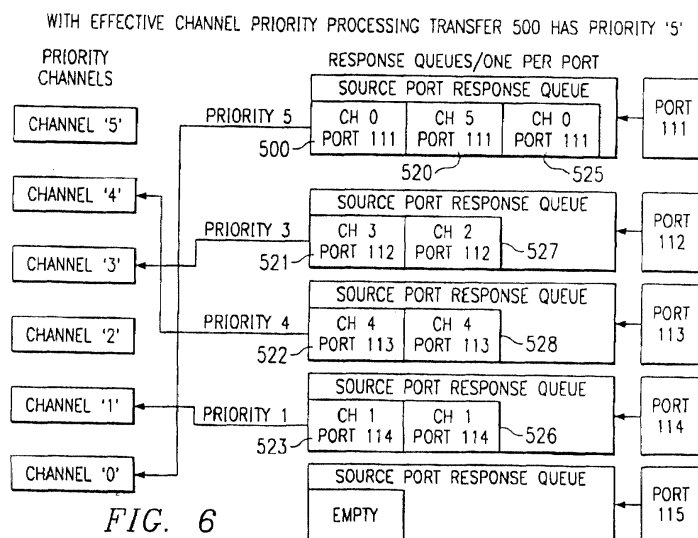 WITH EFFECTIVE CHANNEL PRIORITY PROCESSING TRANSFER 500 HAS PRIORITY '5'
PRIORITY
CHANNELS
RESPONSE QUEUES/ONE PER PORT
CHANNEL '5'
CHANNEL '4'
CHANNEL '3'
CHANNEL '2'
CHANNEL '1'
CHANNEL '0'
PRIORITY 5
SOURCE PORT RESPONSE QUEUE
CH 0
PORT 111
CH 5
PORT 111
CH 0
PORT 111
500
520
525
PORT
111
PRIORITY 3
SOURCE PORT RESPONSE QUEUE
CH 3
PORT 112
CH 2
PORT 112
521
527
PORT
112
PRIORITY 4
SOURCE PORT RESPONSE QUEUE
CH 4
PORT 113
CH 4
PORT 113
522
528
PORT
113
PRIORITY 1
SOURCE PORT RESPONSE QUEUE
CH 1
PORT 114
CH 1
PORT 114
523
526
PORT
114
SOURCE PORT RESPONSE QUEUE
EMPTY
PORT
115
FIG. 6